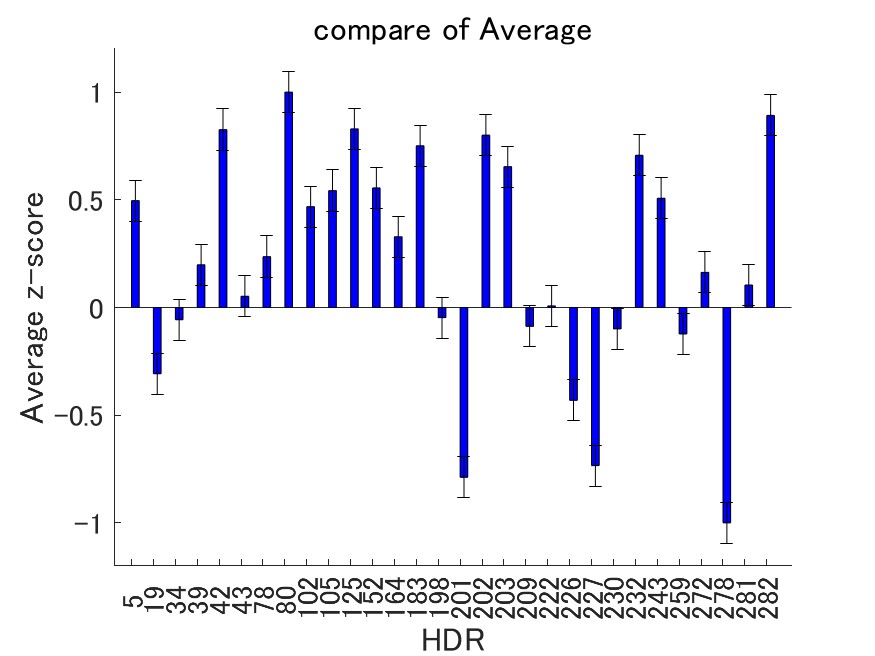 compare of Average
Average z-score
1
0.5
0
−0.5
−1
5 19 34 39 42 43 78 80 102 105 125 152 164 183 198 201 202 203 209 222 226 227 230 232 243 259 272 278 281 282
HDR